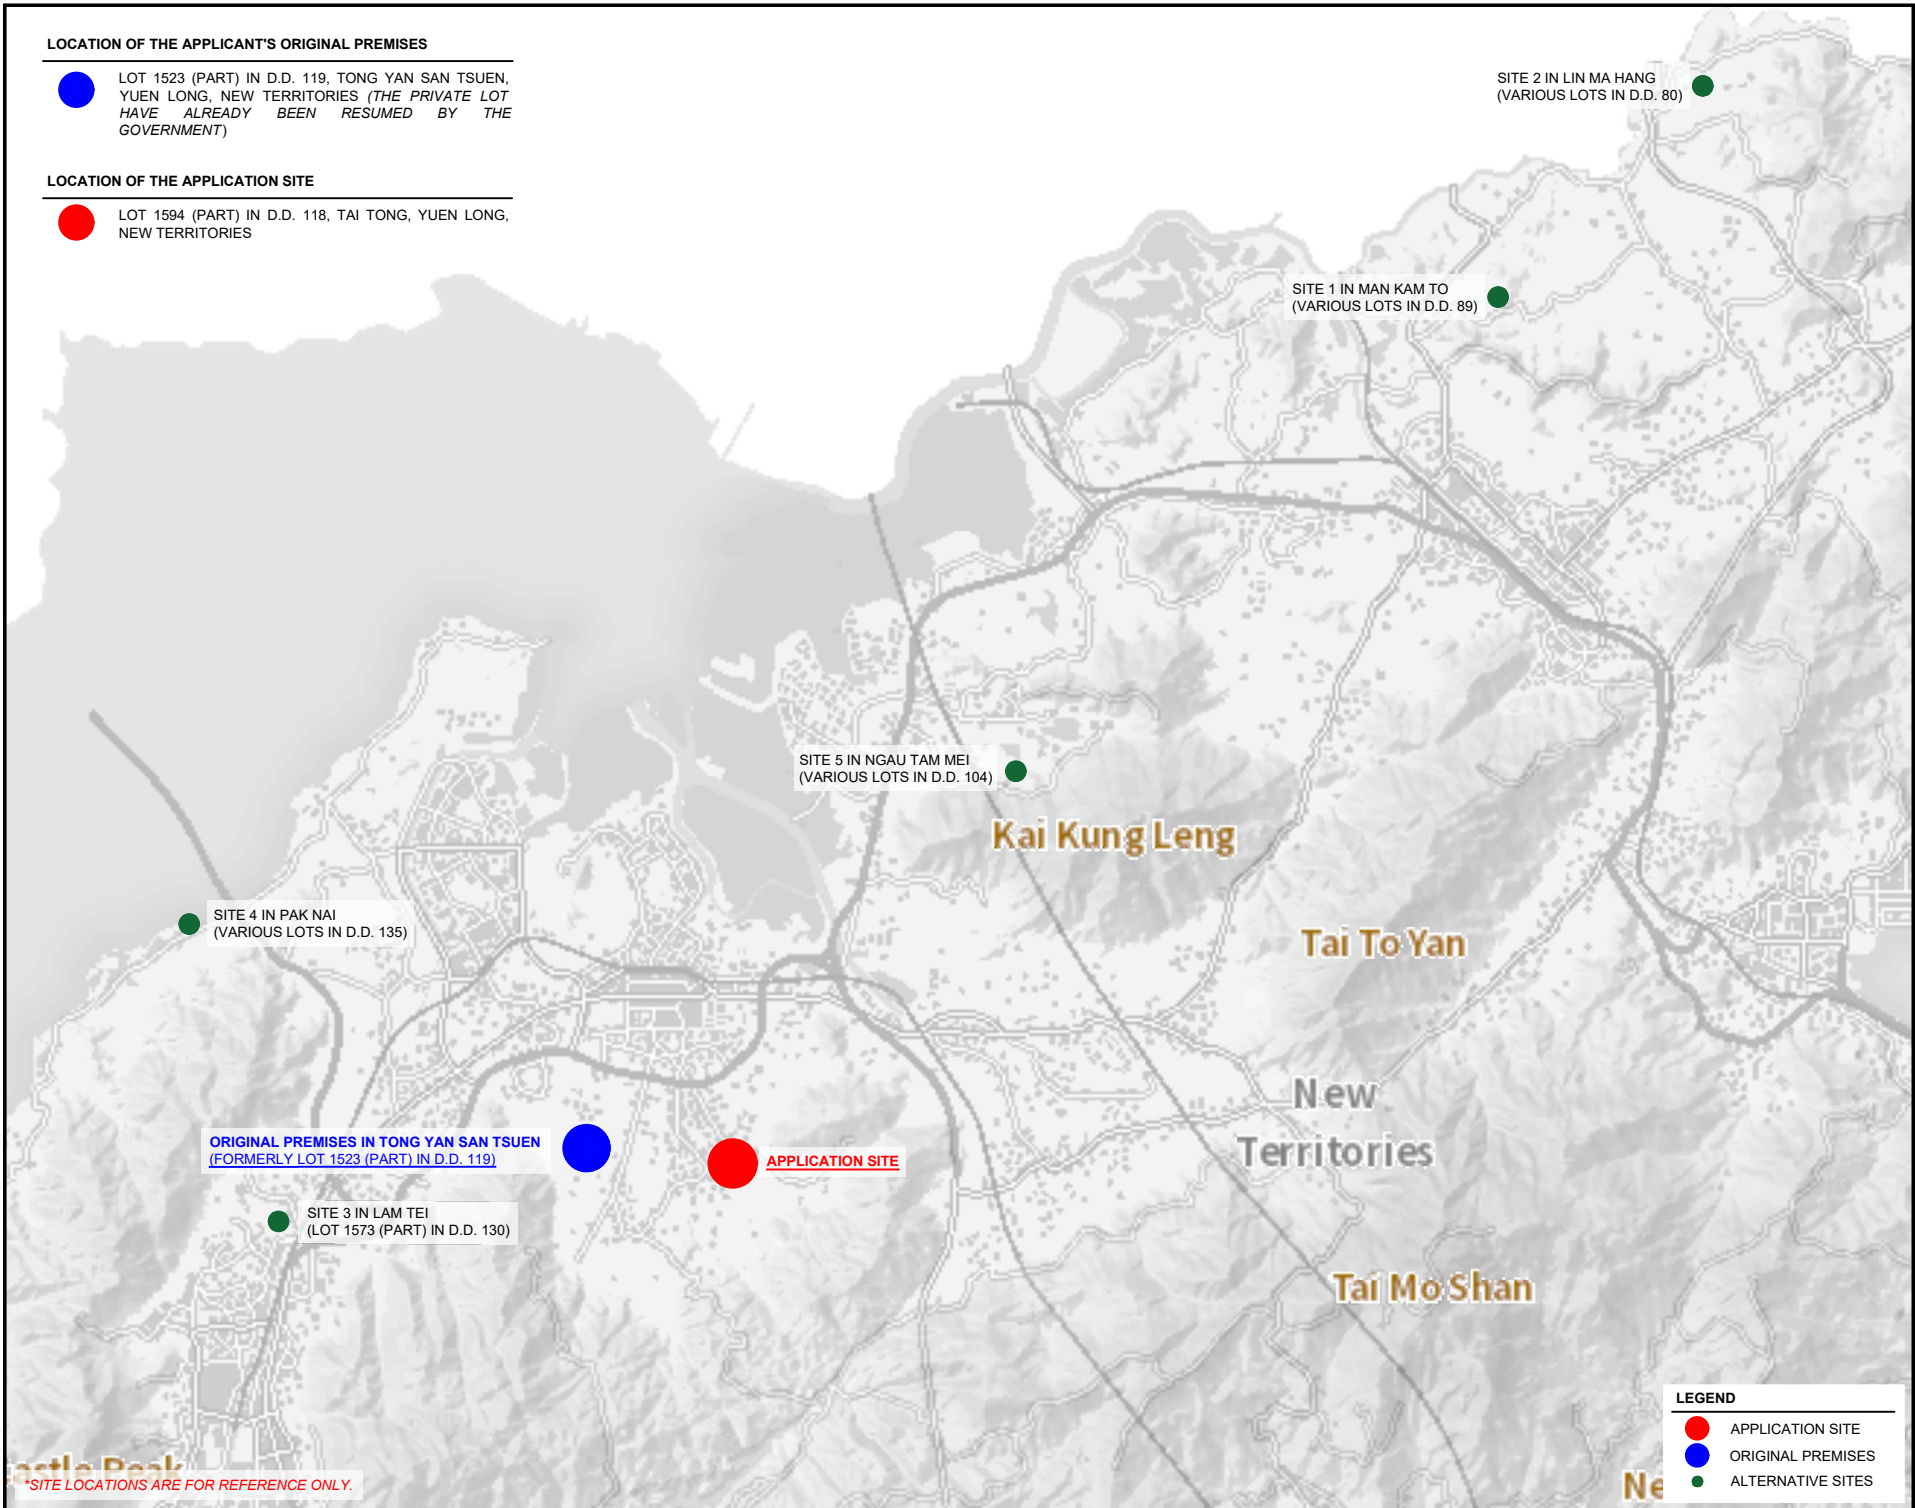 LOCATION OF THE APPLICANT'S ORIGINAL PREMISES
LOT 1523 (PART) IN D.D. 119, TONG YAN SAN TSUEN,
YUEN LONG, NEW TERRITORIES (THE PRIVATE LOT
HAVE ALREADY BEEN RESUMED BY THE
GOVERNMENT)
LOCATION OF THE APPLICATION SITE
LOT 1594 (PART) IN D.D. 118, TAI TONG, YUEN LONG,
NEW TERRITORIES
SITE 2 IN LIN MA HANG
(VARIOUS LOTS IN D.D. 80)
SITE 1 IN MAN KAM TO
(VARIOUS LOTS IN D.D. 89)
SITE 5 IN NGAU TAM MEI
(VARIOUS LOTS IN D.D. 104)
Kai Kung Leng
SITE 4 IN PAK NAI
(VARIOUS LOTS IN D.D. 135)
Tai To Yan
New
Territories
ORIGINAL PREMISES IN TONG YAN SAN TSUEN
(FORMERLY LOT 1523 (PART) IN D.D. 119)
APPLICATION SITE
SITE 3 IN LAM TEI
(LOT 1573 (PART) IN D.D. 130)
Tai Mo Shan
astle Peak
*SITE LOCATIONS ARE FOR REFERENCE ONLY.
Ne
LEGEND
APPLICATION SITE
ORIGINAL PREMISES
ALTERNATIVE SITES